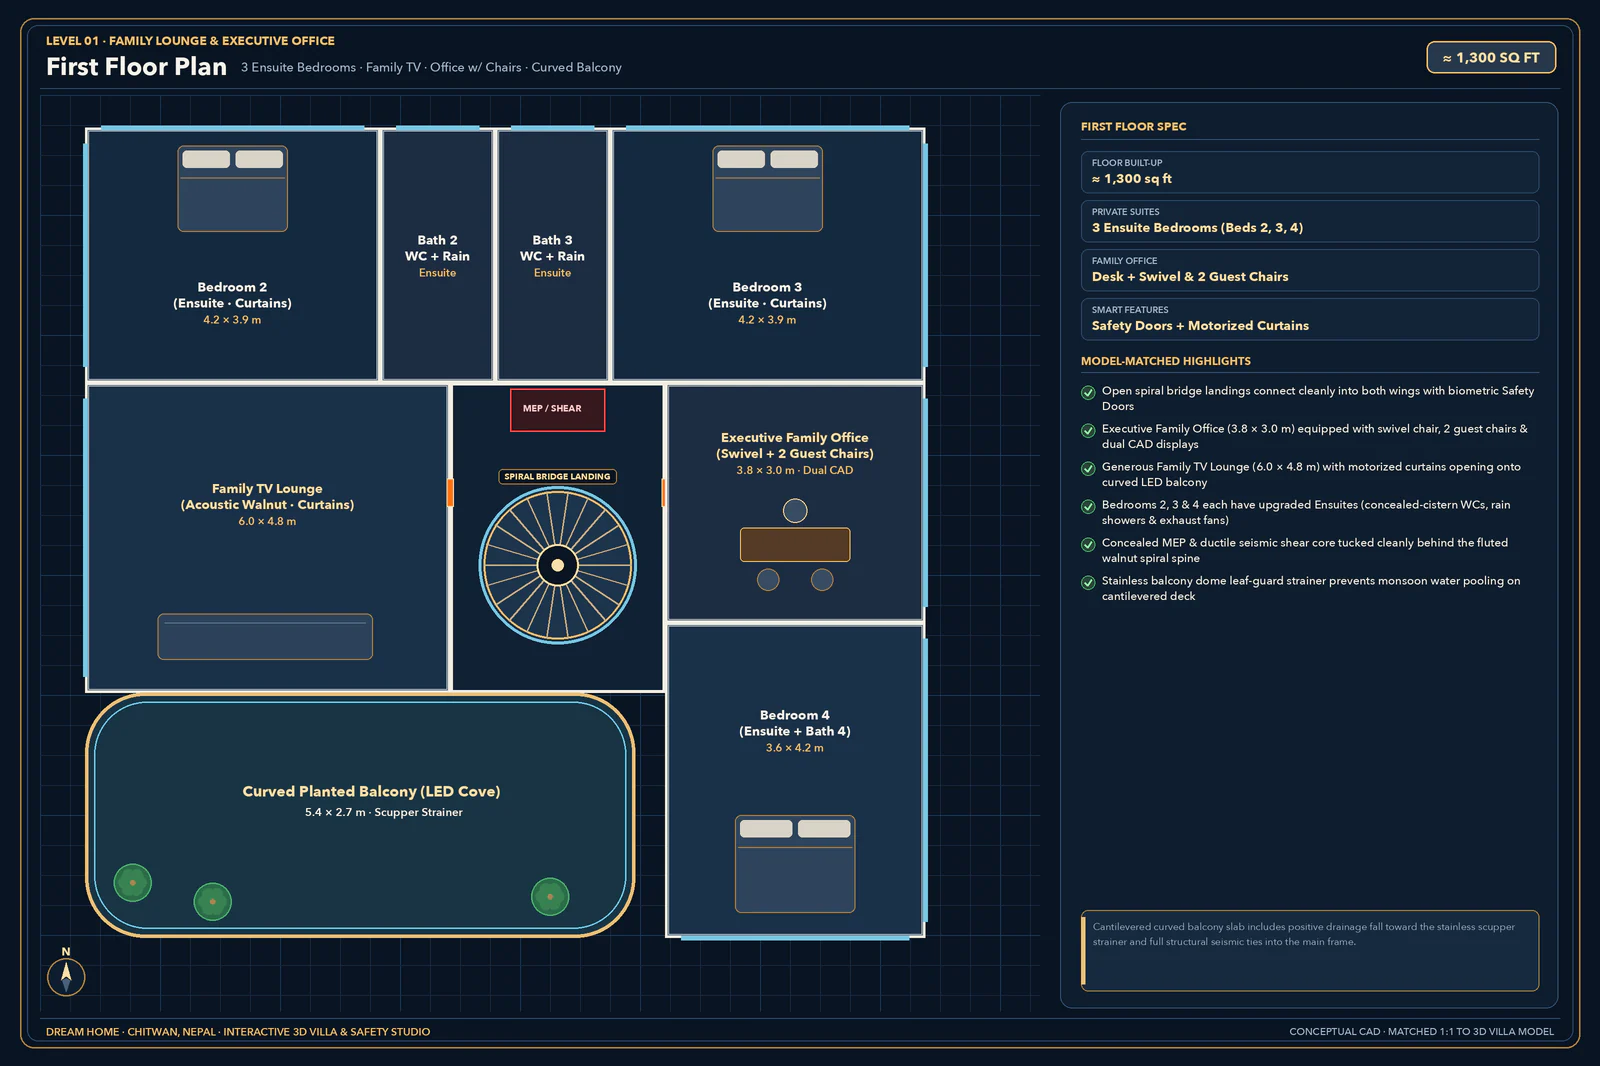 LEVEL 01 · FAMILY LOUNGE & EXECUTIVE OFFICE
First Floor Plan
3 Ensuite Bedrooms · Family TV · Office w/ Chairs · Curved Balcony
≈ 1,300 SQ FT
Bedroom 2
(Ensuite · Curtains)
4.2 × 3.9 m
Bath 2
WC + Rain
Ensuite
Bath 3
WC + Rain
Ensuite
Bedroom 3
(Ensuite · Curtains)
4.2 × 3.9 m
Family TV Lounge
(Acoustic Walnut · Curtains)
6.0 × 4.8 m
MEP / SHEAR
SPIRAL BRIDGE LANDING
Executive Family Office
(Swivel + 2 Guest Chairs)
3.8 × 3.0 m · Dual CAD
Bedroom 4
(Ensuite + Bath 4)
3.6 × 4.2 m
Curved Planted Balcony (LED Cove)
5.4 × 2.7 m · Scupper Strainer
N
FIRST FLOOR SPEC
FLOOR BUILT-UP
≈ 1,300 sq ft
PRIVATE SUITES
3 Ensuite Bedrooms (Beds 2, 3, 4)
FAMILY OFFICE
Desk + Swivel & 2 Guest Chairs
SMART FEATURES
Safety Doors + Motorized Curtains
MODEL-MATCHED HIGHLIGHTS
Open spiral bridge landings connect cleanly into both wings with biometric Safety
Doors
Executive Family Office (3.8 × 3.0 m) equipped with swivel chair, 2 guest chairs &
dual CAD displays
Generous Family TV Lounge (6.0 × 4.8 m) with motorized curtains opening onto
curved LED balcony
Bedrooms 2, 3 & 4 each have upgraded Ensuites (concealed-cistern WCs, rain
showers & exhaust fans)
Concealed MEP & ductile seismic shear core tucked cleanly behind the fluted
walnut spiral spine
Stainless balcony dome leaf-guard strainer prevents monsoon water pooling on
cantilevered deck
Cantilevered curved balcony slab includes positive drainage fall toward the stainless scupper
strainer and full structural seismic ties into the main frame.
DREAM HOME · CHITWAN, NEPAL · INTERACTIVE 3D VILLA & SAFETY STUDIO
CONCEPTUAL CAD · MATCHED 1:1 TO 3D VILLA MODEL